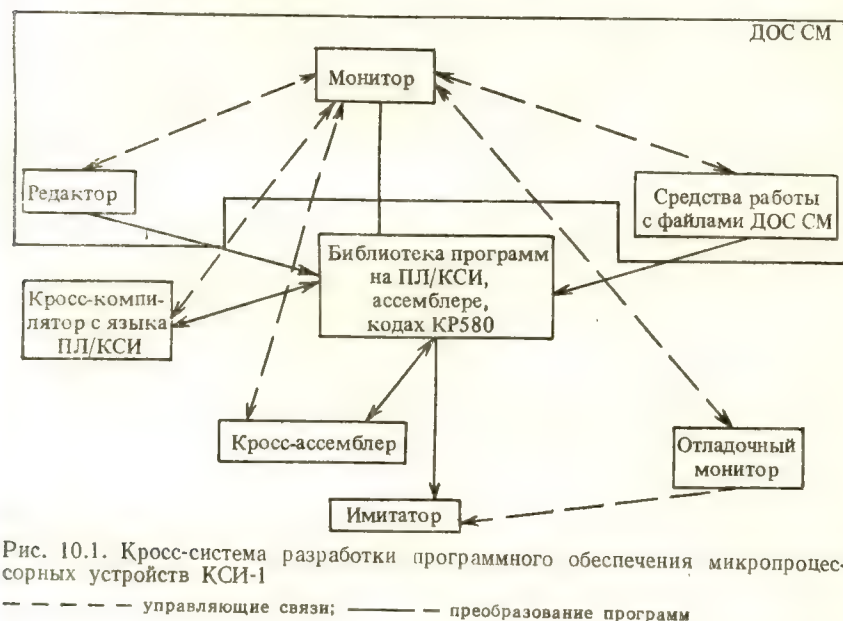 ДОС СМ
Монитор
Редактор
Средства работы
с файлами ДОС СМ
Библиотека программ
на ПЛ/КСИ,
ассемблере,
кодах КР580
Кросс-компи-
лятор с языка
ПЛ/КСИ
Кросс-ассемблер
Отладочный
монитор
Имитатор
Рис. 10.1. Кросс-система разработки программного обеспечения микропроцес-
сорных устройств КСИ-1
управляющие связи; преобразование программ